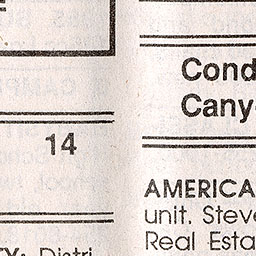 14
TY: Distri
Cond
Cany
AMERICA
unit. Steve
Real Esta